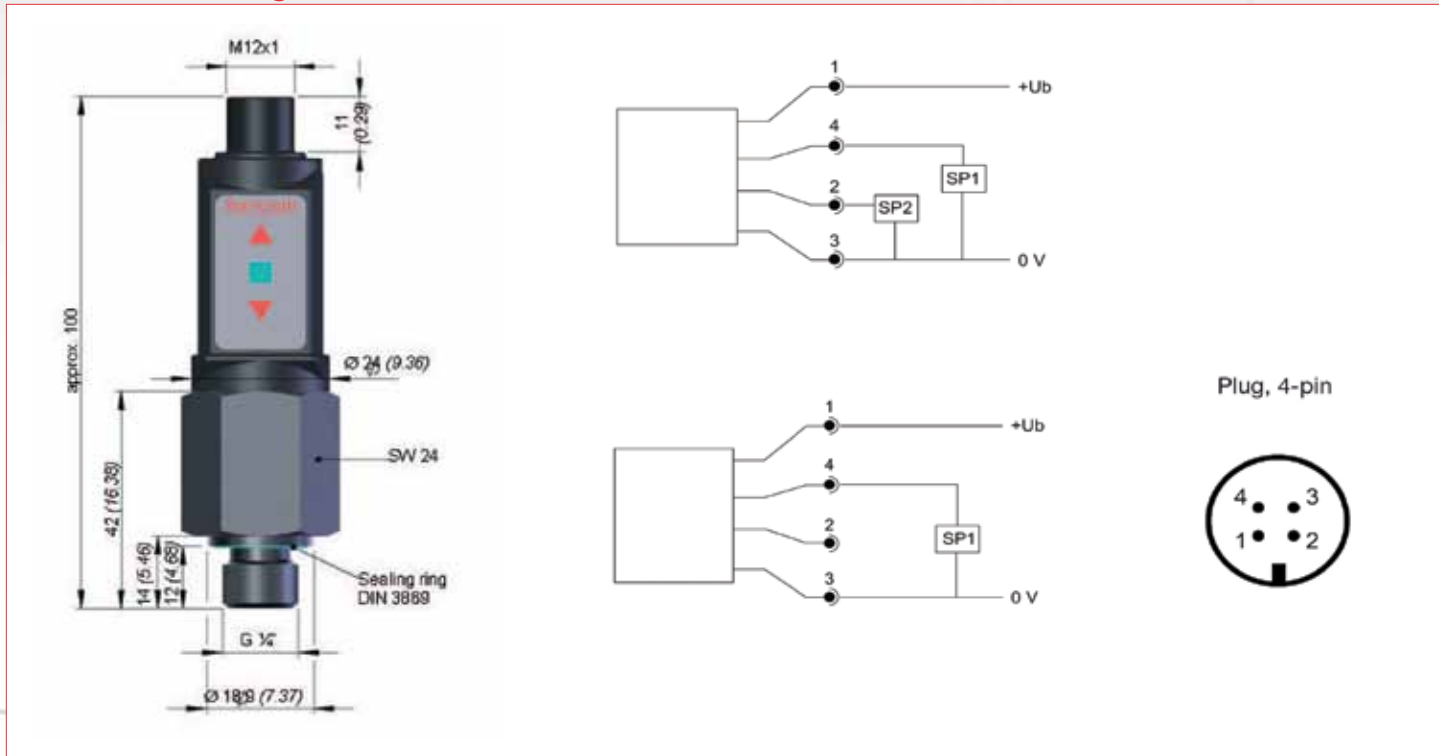 M12x1
11
(0.29)
approx. 100
Ø 24 (9.36)
SW 24
42 (16.38)
14 (5.46)
12 (4.68)
Sealing ring
DIN 3869
G ¼"
Ø 18,9 (7.37)
1
+Ub
4
SP1
2
SP2
3
0 V
1
+Ub
4
2
SP1
3
0 V
Plug, 4-pin
4 3
1 2